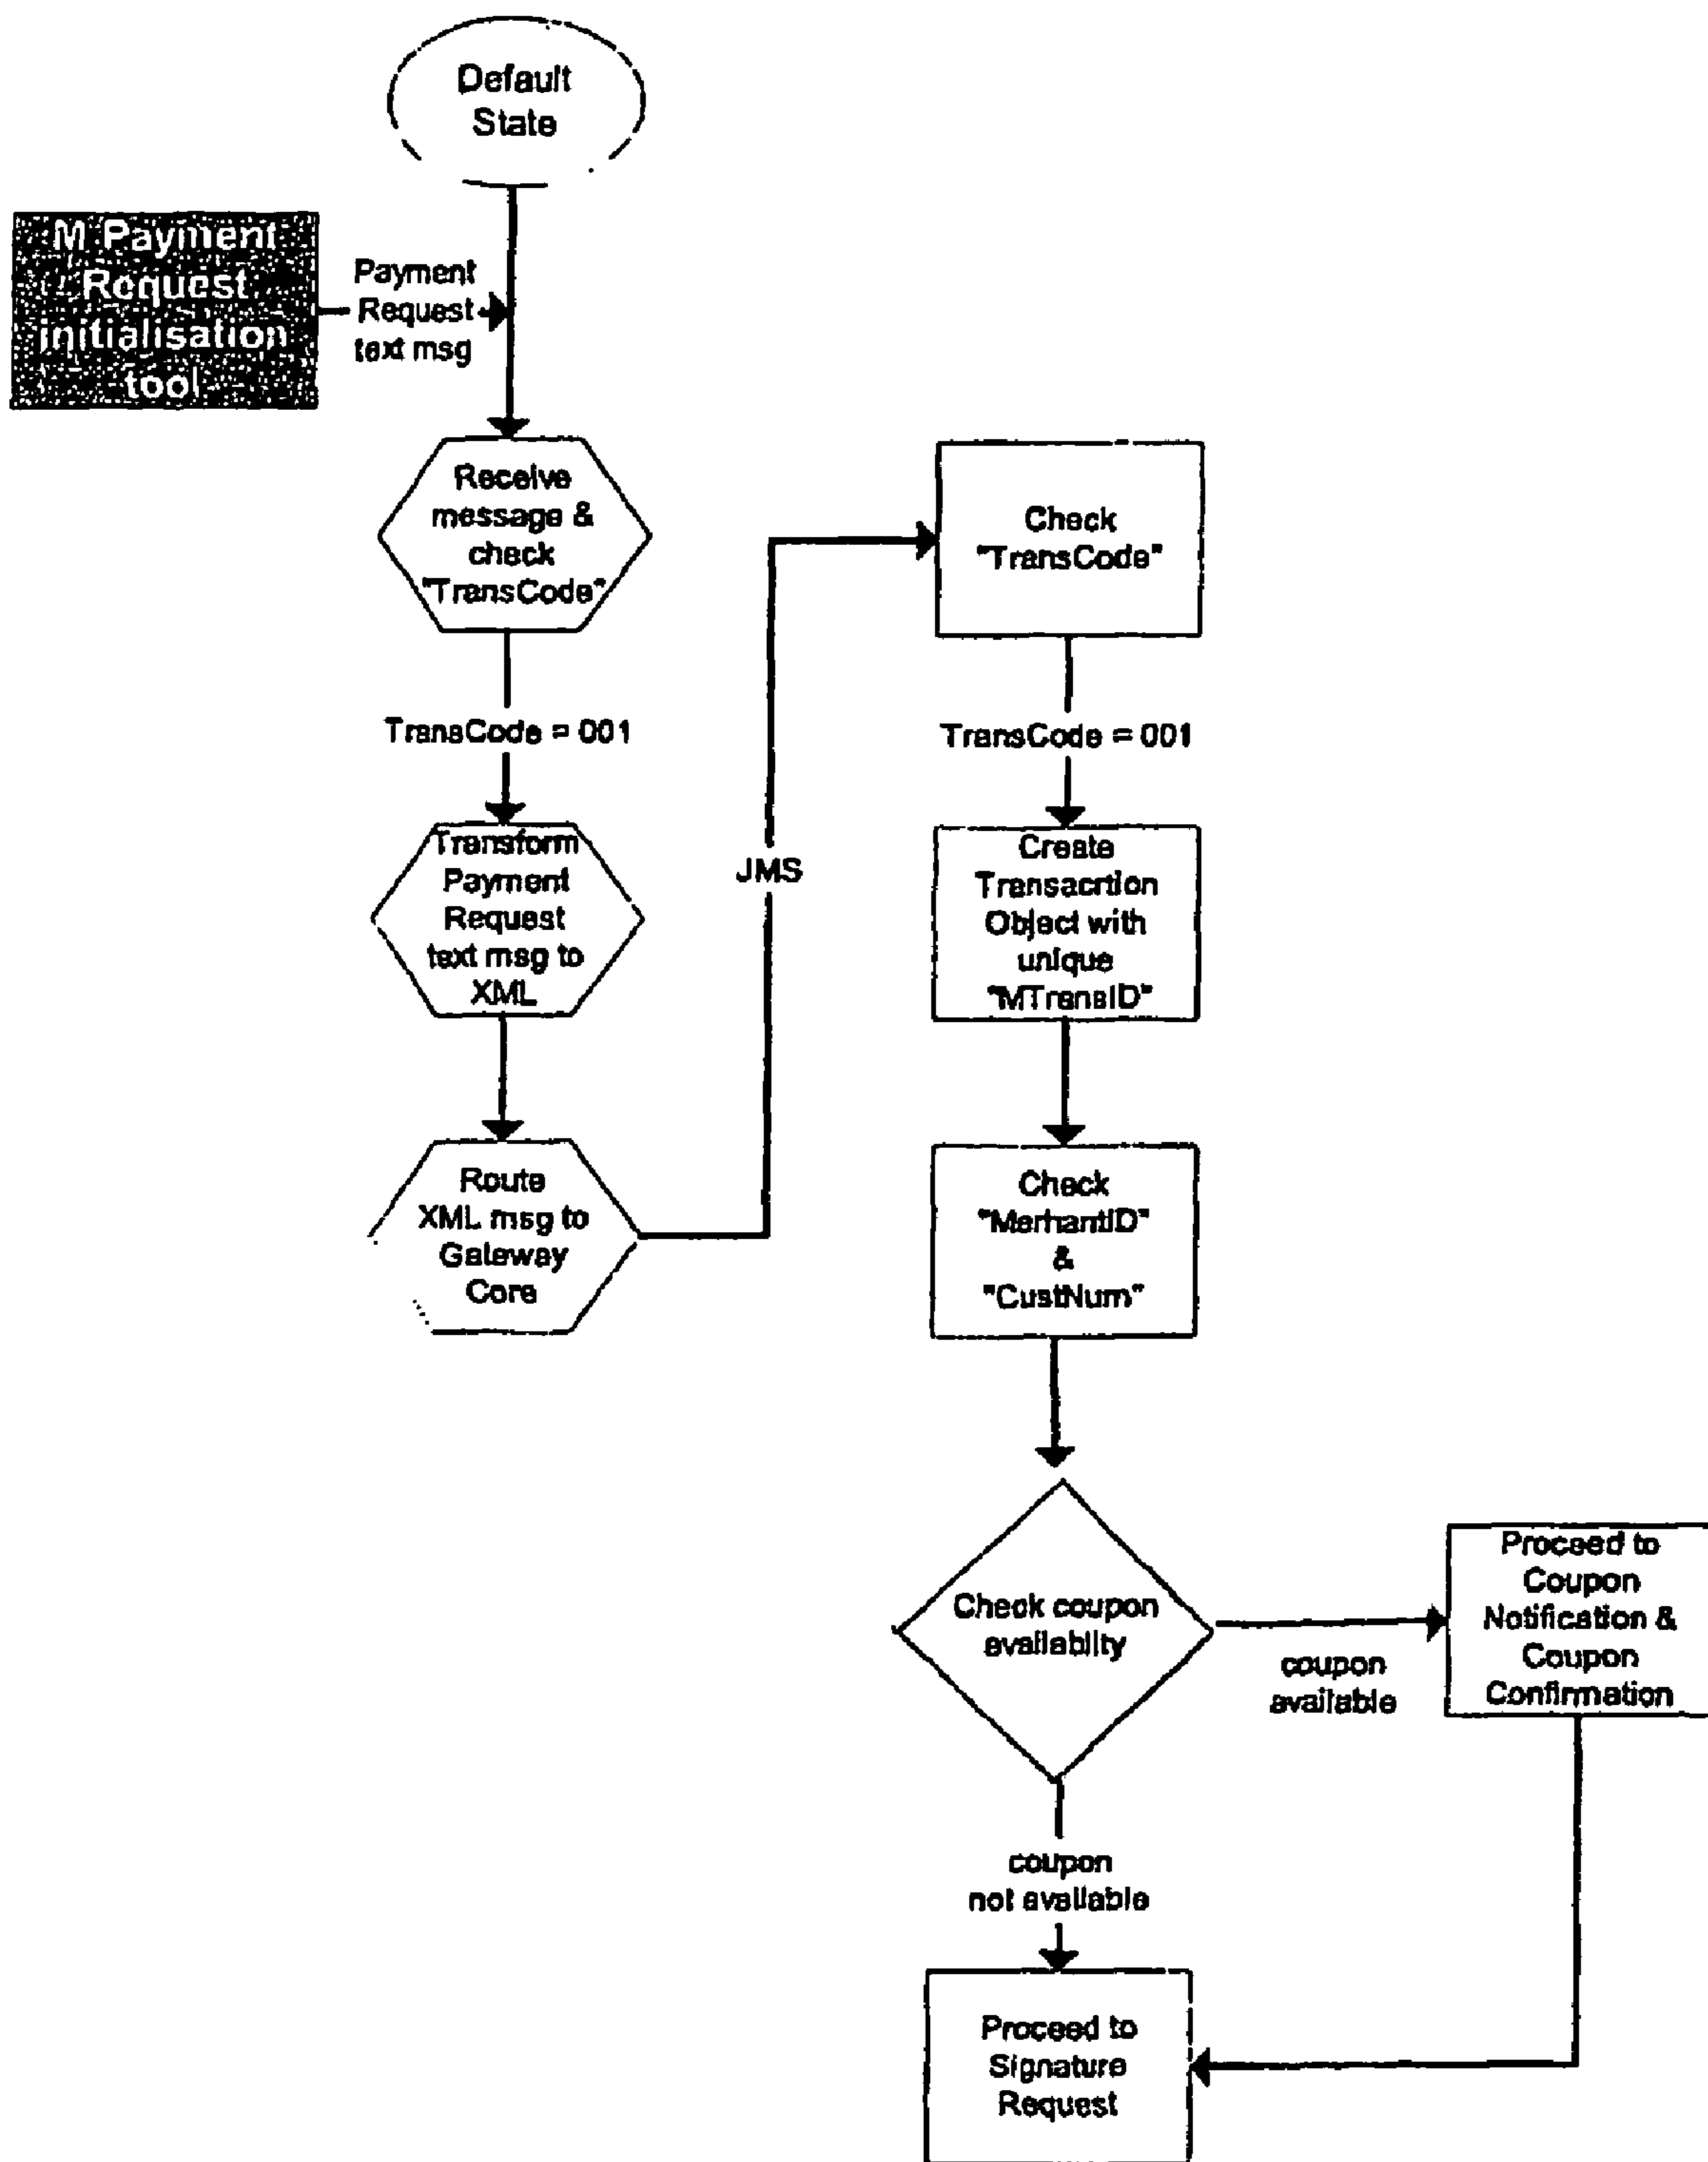 Default
State
M Payment
Request
initialisation
tool
Payment
Request
text msg
Receive
message &
check
"TransCode"
TransCode = 001
Transform
Payment
Request
text msg to
XML
Route
XML msg to
Gateway
Core
JMS
Check
"TransCode"
TransCode = 001
Create
Transacrtion
Object with
unique
"MTransID"
Check
"MerhantID"
&
"CustNum"
Check coupon
availablity
coupon
available
Proceed to
Coupon
Notification &
Coupon
Confirmation
coupon
not available
Proceed to
Signature
Request